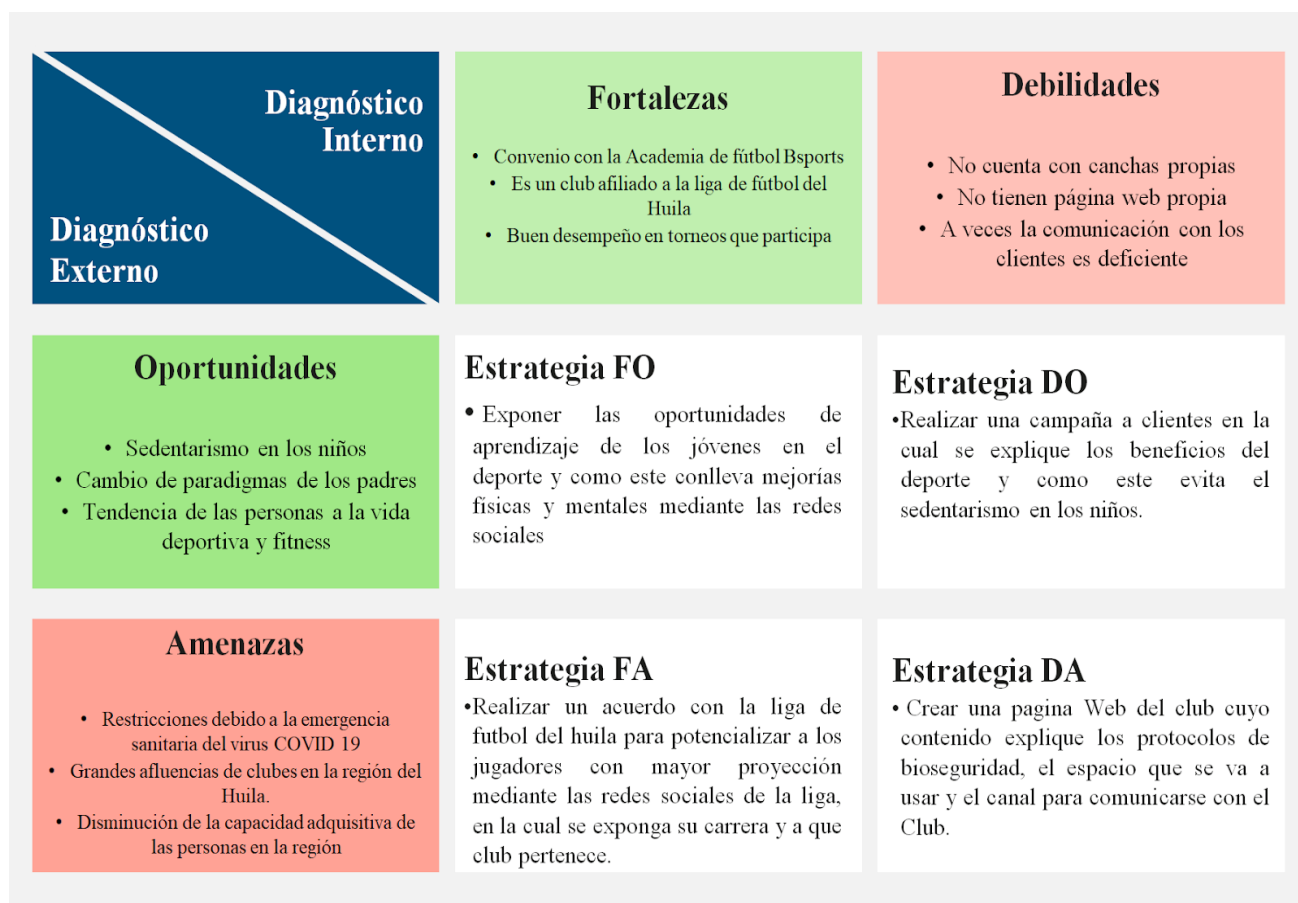 Diagnóstico
Interno
Diagnóstico
Externo
Fortalezas
• Convenio con la Academia de fútbol Bsports
• Es un club afiliado a la liga de fútbol del
Huila
• Buen desempeño en torneos que participa
Debilidades
• No cuenta con canchas propias
• No tienen página web propia
• A veces la comunicación con los
clientes es deficiente
Oportunidades
• Sedentarismo en los niños
• Cambio de paradigmas de los padres
• Tendencia de las personas a la vida
deportiva y fitness
Estrategia FO
• Exponer las oportunidades de
aprendizaje de los jóvenes en el
deporte y como este conlleva mejorías
físicas y mentales mediante las redes
sociales
Estrategia DO
•Realizar una campaña a clientes en la
cual se explique los beneficios del
deporte y como este evita el
sedentarismo en los niños.
Amenazas
• Restricciones debido a la emergencia
sanitaria del virus COVID 19
• Grandes afluencias de clubes en la región del
Huila.
• Disminución de la capacidad adquisitiva de
las personas en la región
Estrategia FA
•Realizar un acuerdo con la liga de
futbol del huila para potencializar a los
jugadores con mayor proyección
mediante las redes sociales de la liga,
en la cual se exponga su carrera y a que
club pertenece.
Estrategia DA
• Crear una pagina Web del club cuyo
contenido explique los protocolos de
bioseguridad, el espacio que se va a
usar y el canal para comunicarse con el
Club.